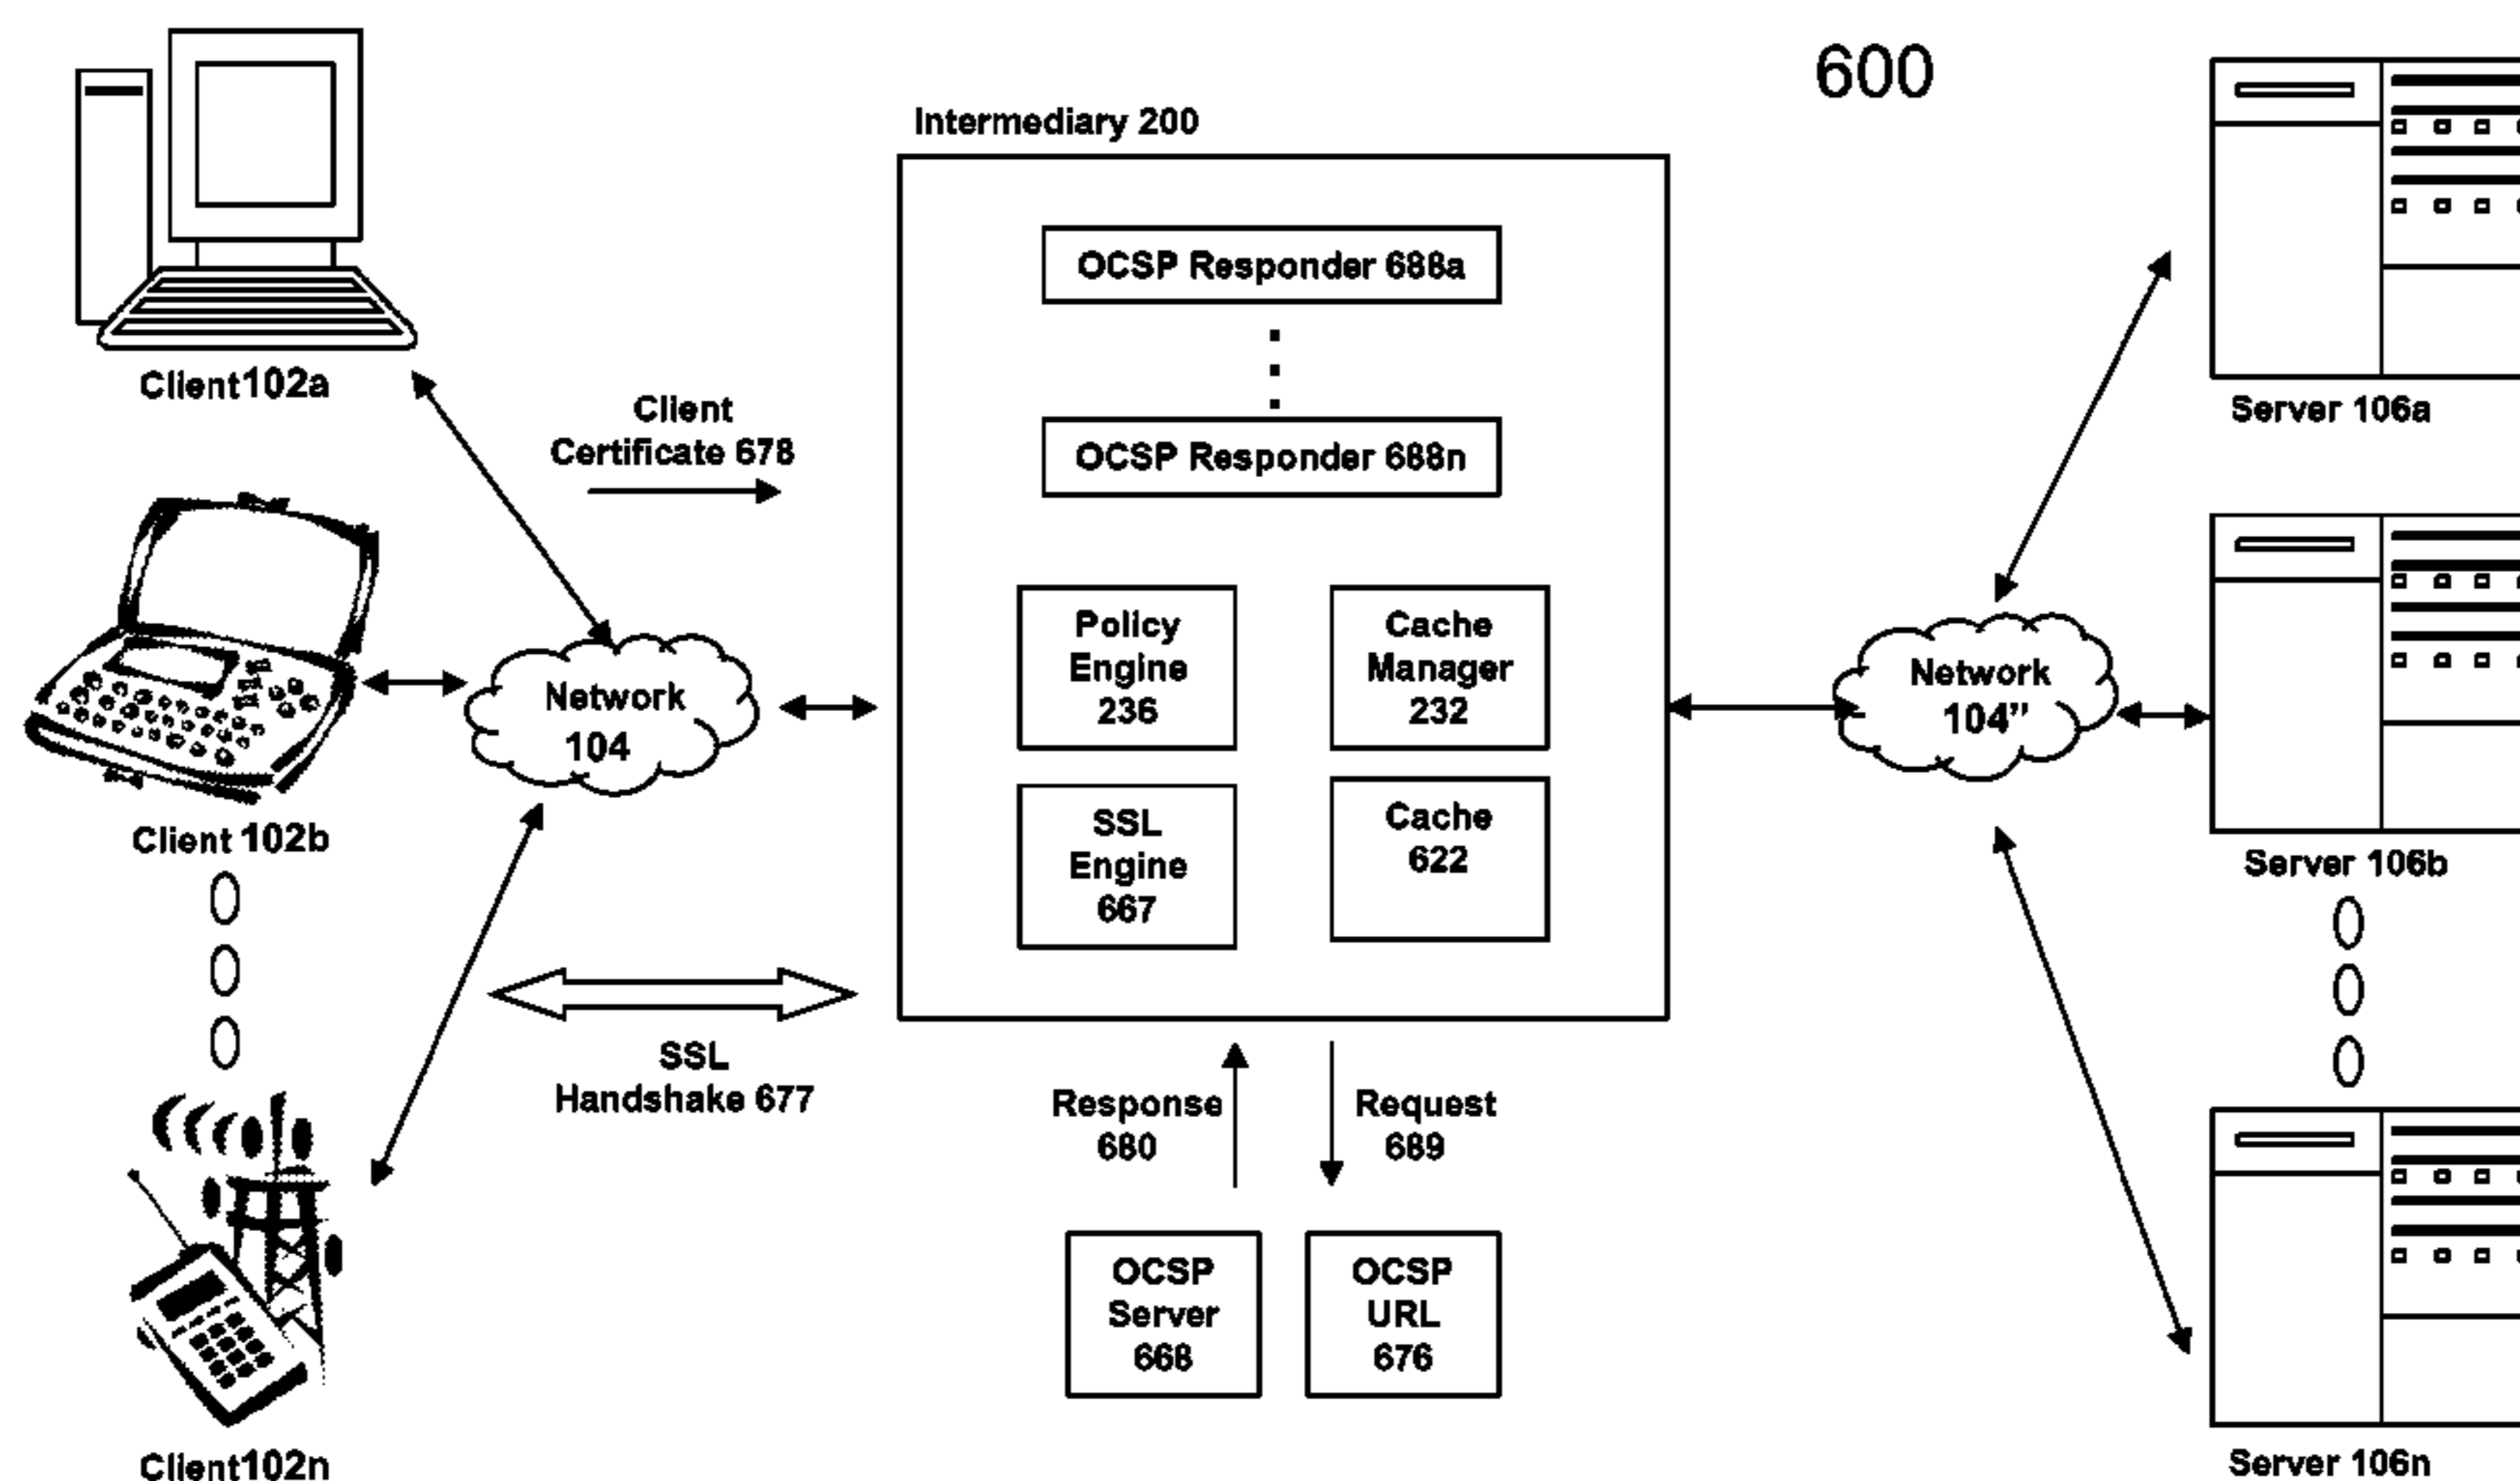 600
Intermediary 200
OCSP Responder 688a
OCSP Responder 688n
Client102a
Server 106a
Client
Certificate 678
Policy
Engine
236
Cache
Manager
232
Network
104
Network
104”
SSL
Engine
667
Cache
622
Client 102b
Server 106b
SSL
Handshake 677
Response
680
Request
689
OCSP
Server
668
OCSP
URL
676
Client102n
Server 106n